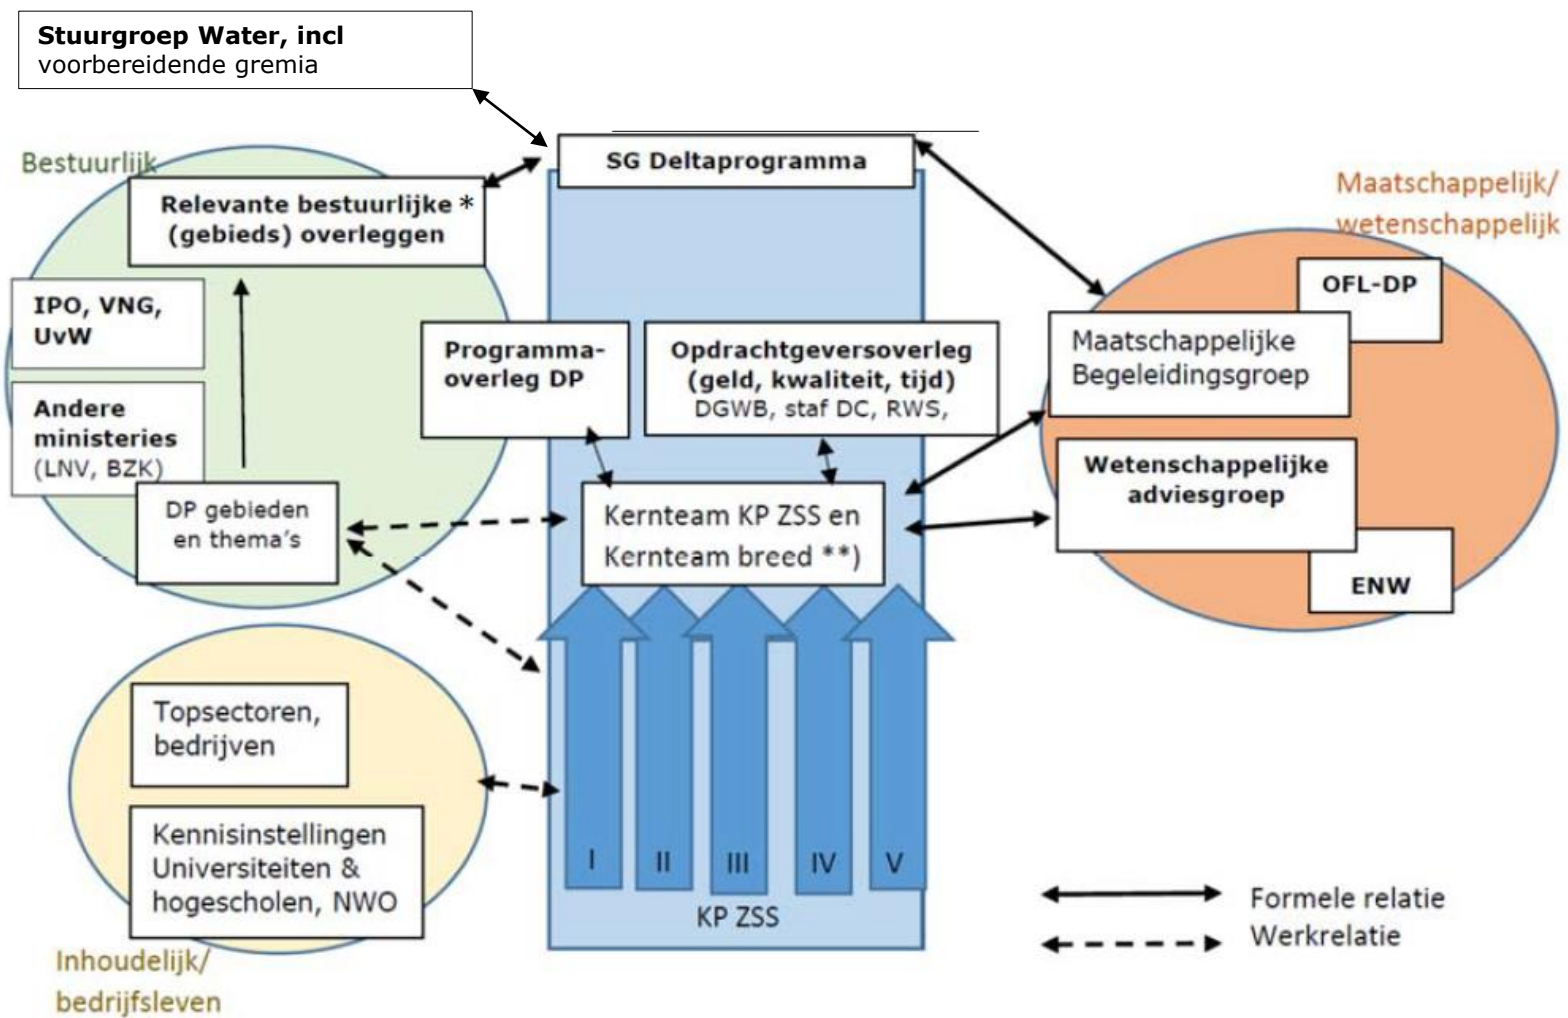 Stuurgroep Water, incl
voorbereidende gremia
SG Deltaprogramma
Bestuurlijk
Relevante bestuurlijke *
(gebieds) overleggen
IPO, VNG,
UvW
Andere
ministeries
(LNV, BZK)
DP gebieden
en thema's
Programma-
overleg DP
Opdrachtgeversoverleg
(geld, kwaliteit, tijd)
DGWB, staf DC, RWS,
Kernteam KP ZSS en
Kernteam breed **)
Maatschappelijk/
wetenschappelijk
OFL-DP
Maatschappelijke
Begeleidingsgroep
Wetenschappelijke
adviesgroep
ENW
Topsectoren,
bedrijven
Kennisinstellingen
Universiteiten &
hogescholen, NWO
Inhoudelijk/
bedrijfsleven
I II III IV V
KP ZSS
Formele relatie
Werkrelatie